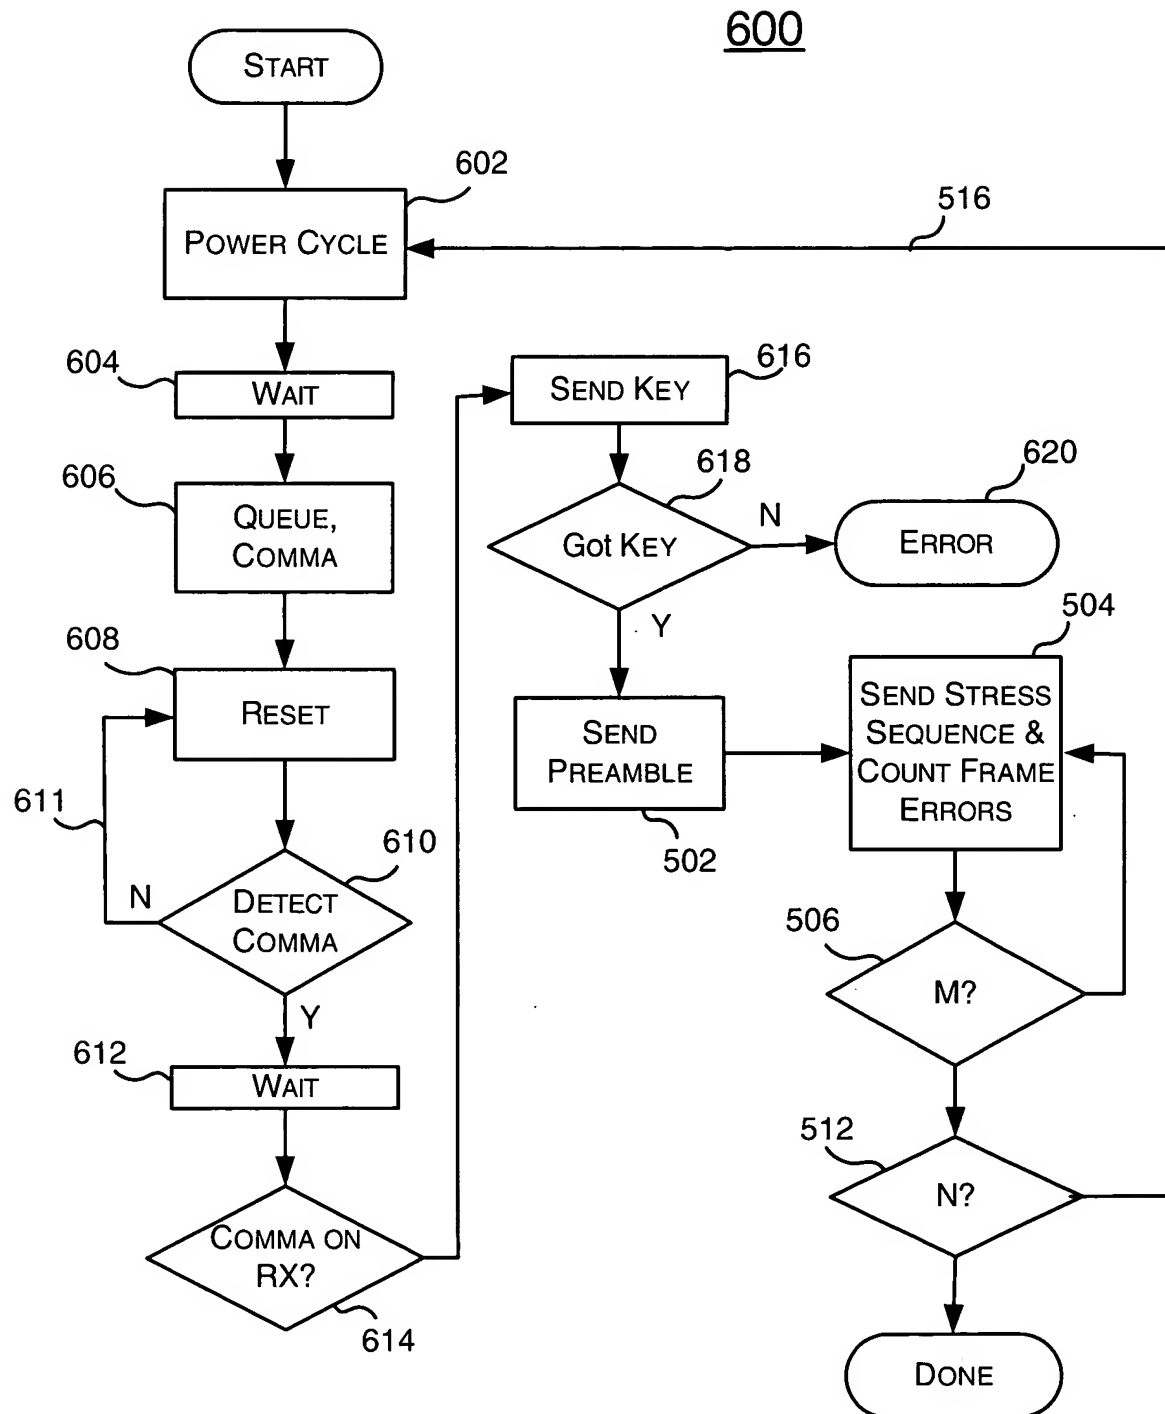 600
START
602
POWER CYCLE
516
604
WAIT
606
QUEUE,
COMMA
608
RESET
611
610
N
DETECT
COMMA
Y
612
WAIT
COMMA ON
RX?
614
616
SEND KEY
618
Got KEY
N
620
ERROR
Y
SEND
PREAMBLE
502
504
SEND STRESS
SEQUENCE &
COUNT FRAME
ERRORS
506
M?
512
N?
DONE